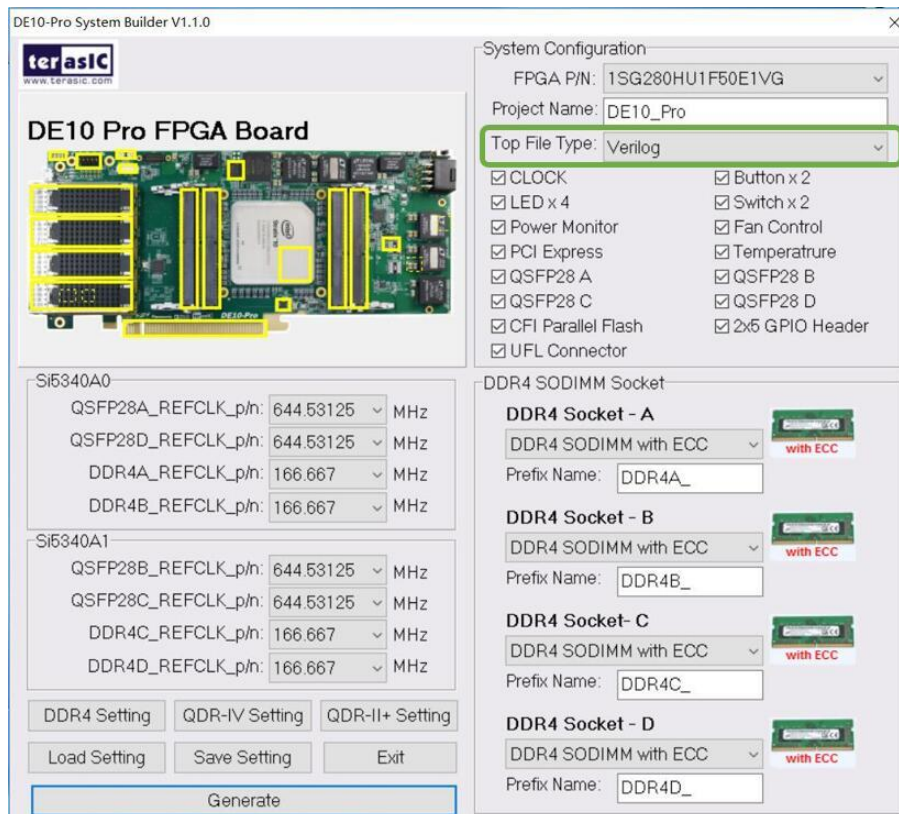 DE10-Pro System Builder V1.1.0
terasIC
www.terasic.com
DE10 Pro FPGA Board
DE10-Pro
System Configuration
FPGA P/N: 1SG280HU1F50E1VG
Project Name: DE10_Pro
Top File Type: Verilog
CLOCK Button x 2
LED x 4 Switch x 2
Power Monitor Fan Control
PCI Express Temperatrure
QSFP28 A QSFP28 B
QSFP28 C QSFP28 D
CFI Parallel Flash 2x5 GPIO Header
UFL Connector
Si5340A0
QSFP28A_REFCLK_p/n: 644.53125 MHz
QSFP28D_REFCLK_p/n: 644.53125 MHz
DDR4A_REFCLK_p/n: 166.667 MHz
DDR4B_REFCLK_p/n: 166.667 MHz
Si5340A1
QSFP28B_REFCLK_p/n: 644.53125 MHz
QSFP28C_REFCLK_p/n: 644.53125 MHz
DDR4C_REFCLK_p/n: 166.667 MHz
DDR4D_REFCLK_p/n: 166.667 MHz
DDR4 Setting QDR-IV Setting QDR-II+ Setting
Load Setting Save Setting Exit
Generate
DDR4 SODIMM Socket
DDR4 Socket - A
DDR4 SODIMM with ECC
with ECC
Prefix Name: DDR4A_
DDR4 Socket - B
DDR4 SODIMM with ECC
with ECC
Prefix Name: DDR4B_
DDR4 Socket- C
DDR4 SODIMM with ECC
with ECC
Prefix Name: DDR4C_
DDR4 Socket - D
DDR4 SODIMM with ECC
with ECC
Prefix Name: DDR4D_